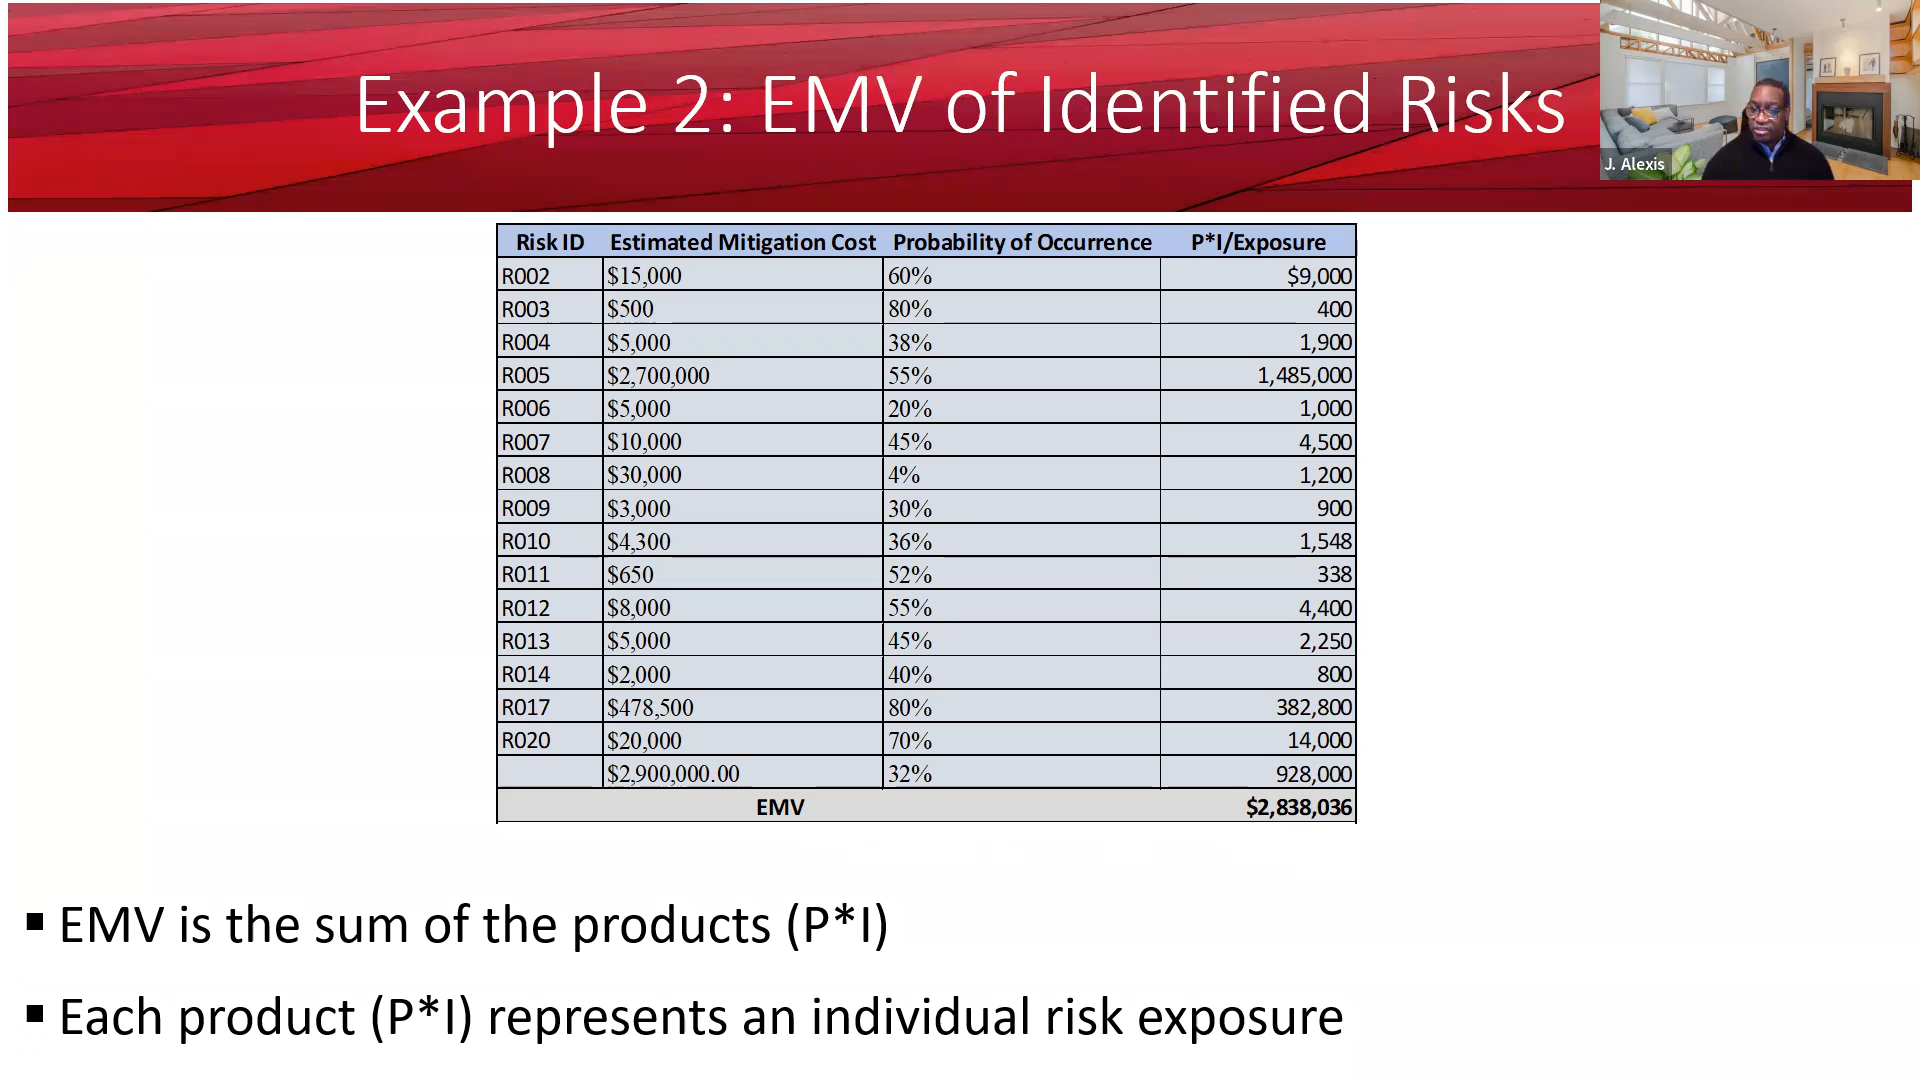 Example 2: EMV of Identified Risks
J. Alexis
Risk ID Estimated Mitigation Cost Probability of Occurrence P*I/Exposure
R002 $15,000 60% $9,000
R003 $500 80% 400
R004 $5,000 38% 1,900
R005 $2,700,000 55% 1,485,000
R006 $5,000 20% 1,000
R007 $10,000 45% 4,500
R008 $30,000 4% 1,200
R009 $3,000 30% 900
R010 $4,300 36% 1,548
R011 $650 52% 338
R012 $8,000 55% 4,400
R013 $5,000 45% 2,250
R014 $2,000 40% 800
R017 $478,500 80% 382,800
R020 $20,000 70% 14,000
$2,900,000.00 32% 928,000
EMV $2,838,036
▪ EMV is the sum of the products (P*I)
▪ Each product (P*I) represents an individual risk exposure